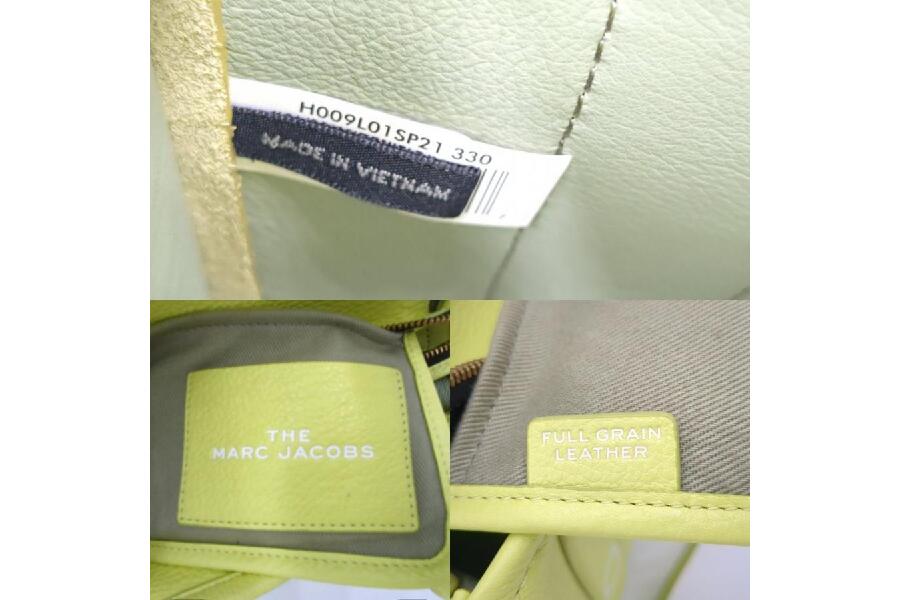 H009L01SP21 330
MADE IN VIETNAM
THE
MARC JACOBS
FULL GRAIN
LEATHER